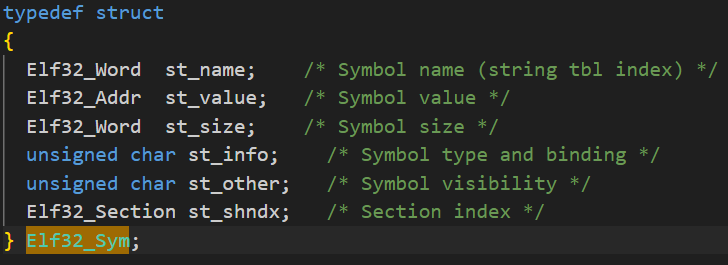 typedef struct
{
  Elf32_Word  st_name;    /* Symbol name (string tbl index) */
  Elf32_Addr  st_value;   /* Symbol value */
  Elf32_Word  st_size;    /* Symbol size */
  unsigned char st_info;    /* Symbol type and binding */
  unsigned char st_other;   /* Symbol visibility */
  Elf32_Section st_shndx;   /* Section index */
} Elf32_Sym;